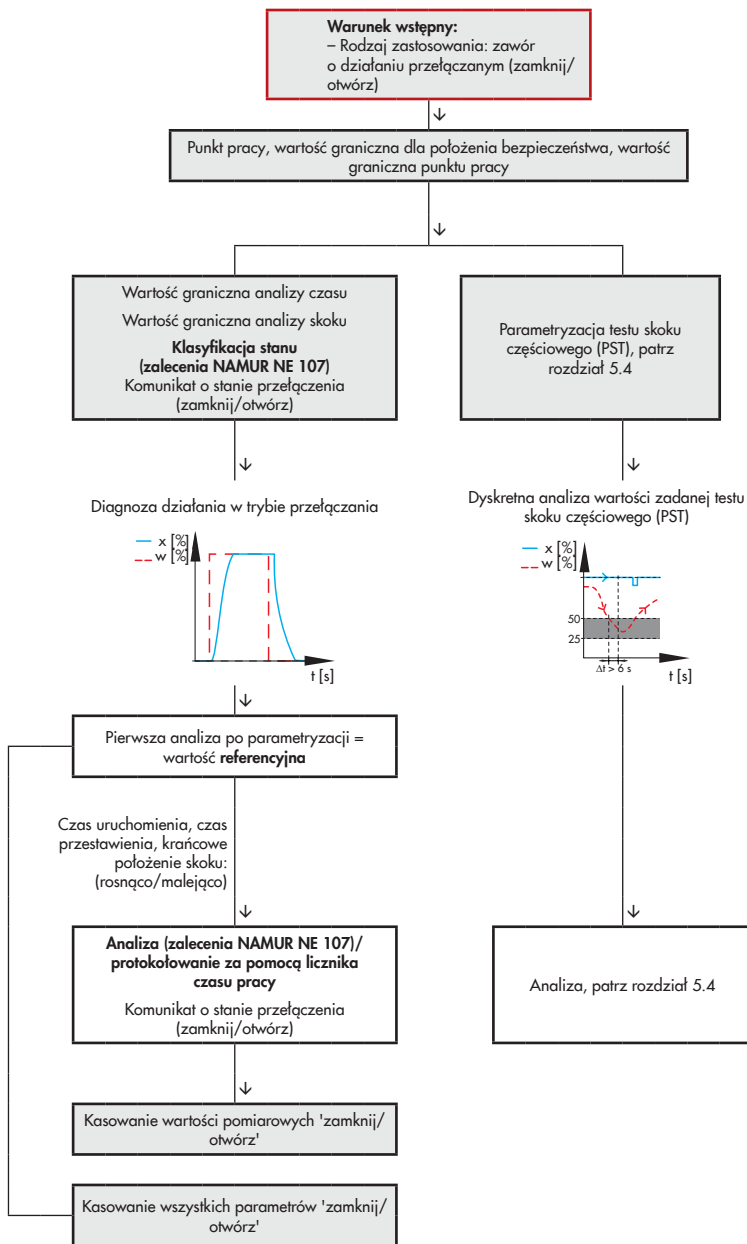 Warunek wstępny:
– Rodzaj zastosowania: zawór
o działaniu przełączanym (zamknij/
otwórz)
Punkt pracy, wartość graniczna dla położenia bezpieczeństwa, wartość
graniczna punktu pracy
Wartość graniczna analizy czasu
Wartość graniczna analizy skoku
Klasyfikacja stanu
(zalecenia NAMUR NE 107)
Komunikat o stanie przełączenia
(zamknij/otwórz)
Parametryzacja testu skoku
częściowego (PST), patrz
rozdział 5.4
Diagnoza działania w trybie przełączania
x [%]
w [%]
t [s]
Dyskretna analiza wartości zadanej testu
skoku częściowego (PST)
x [%]
w [%]
50
25
Δt > 6 s
t [s]
Pierwsza analiza po parametryzacji =
wartość referencyjna
Czas uruchomienia, czas
przestawienia, krańcowe
położenie skoku:
(rosnąco/malejąco)
Analiza (zalecenia NAMUR NE 107)/
protokołowanie za pomocą licznika
czasu pracy
Komunikat o stanie przełączenia
(zamknij/otwórz)
Analiza, patrz rozdział 5.4
Kasowanie wartości pomiarowych 'zamknij/
otwórz'
Kasowanie wszystkich parametrów 'zamknij/
otwórz'